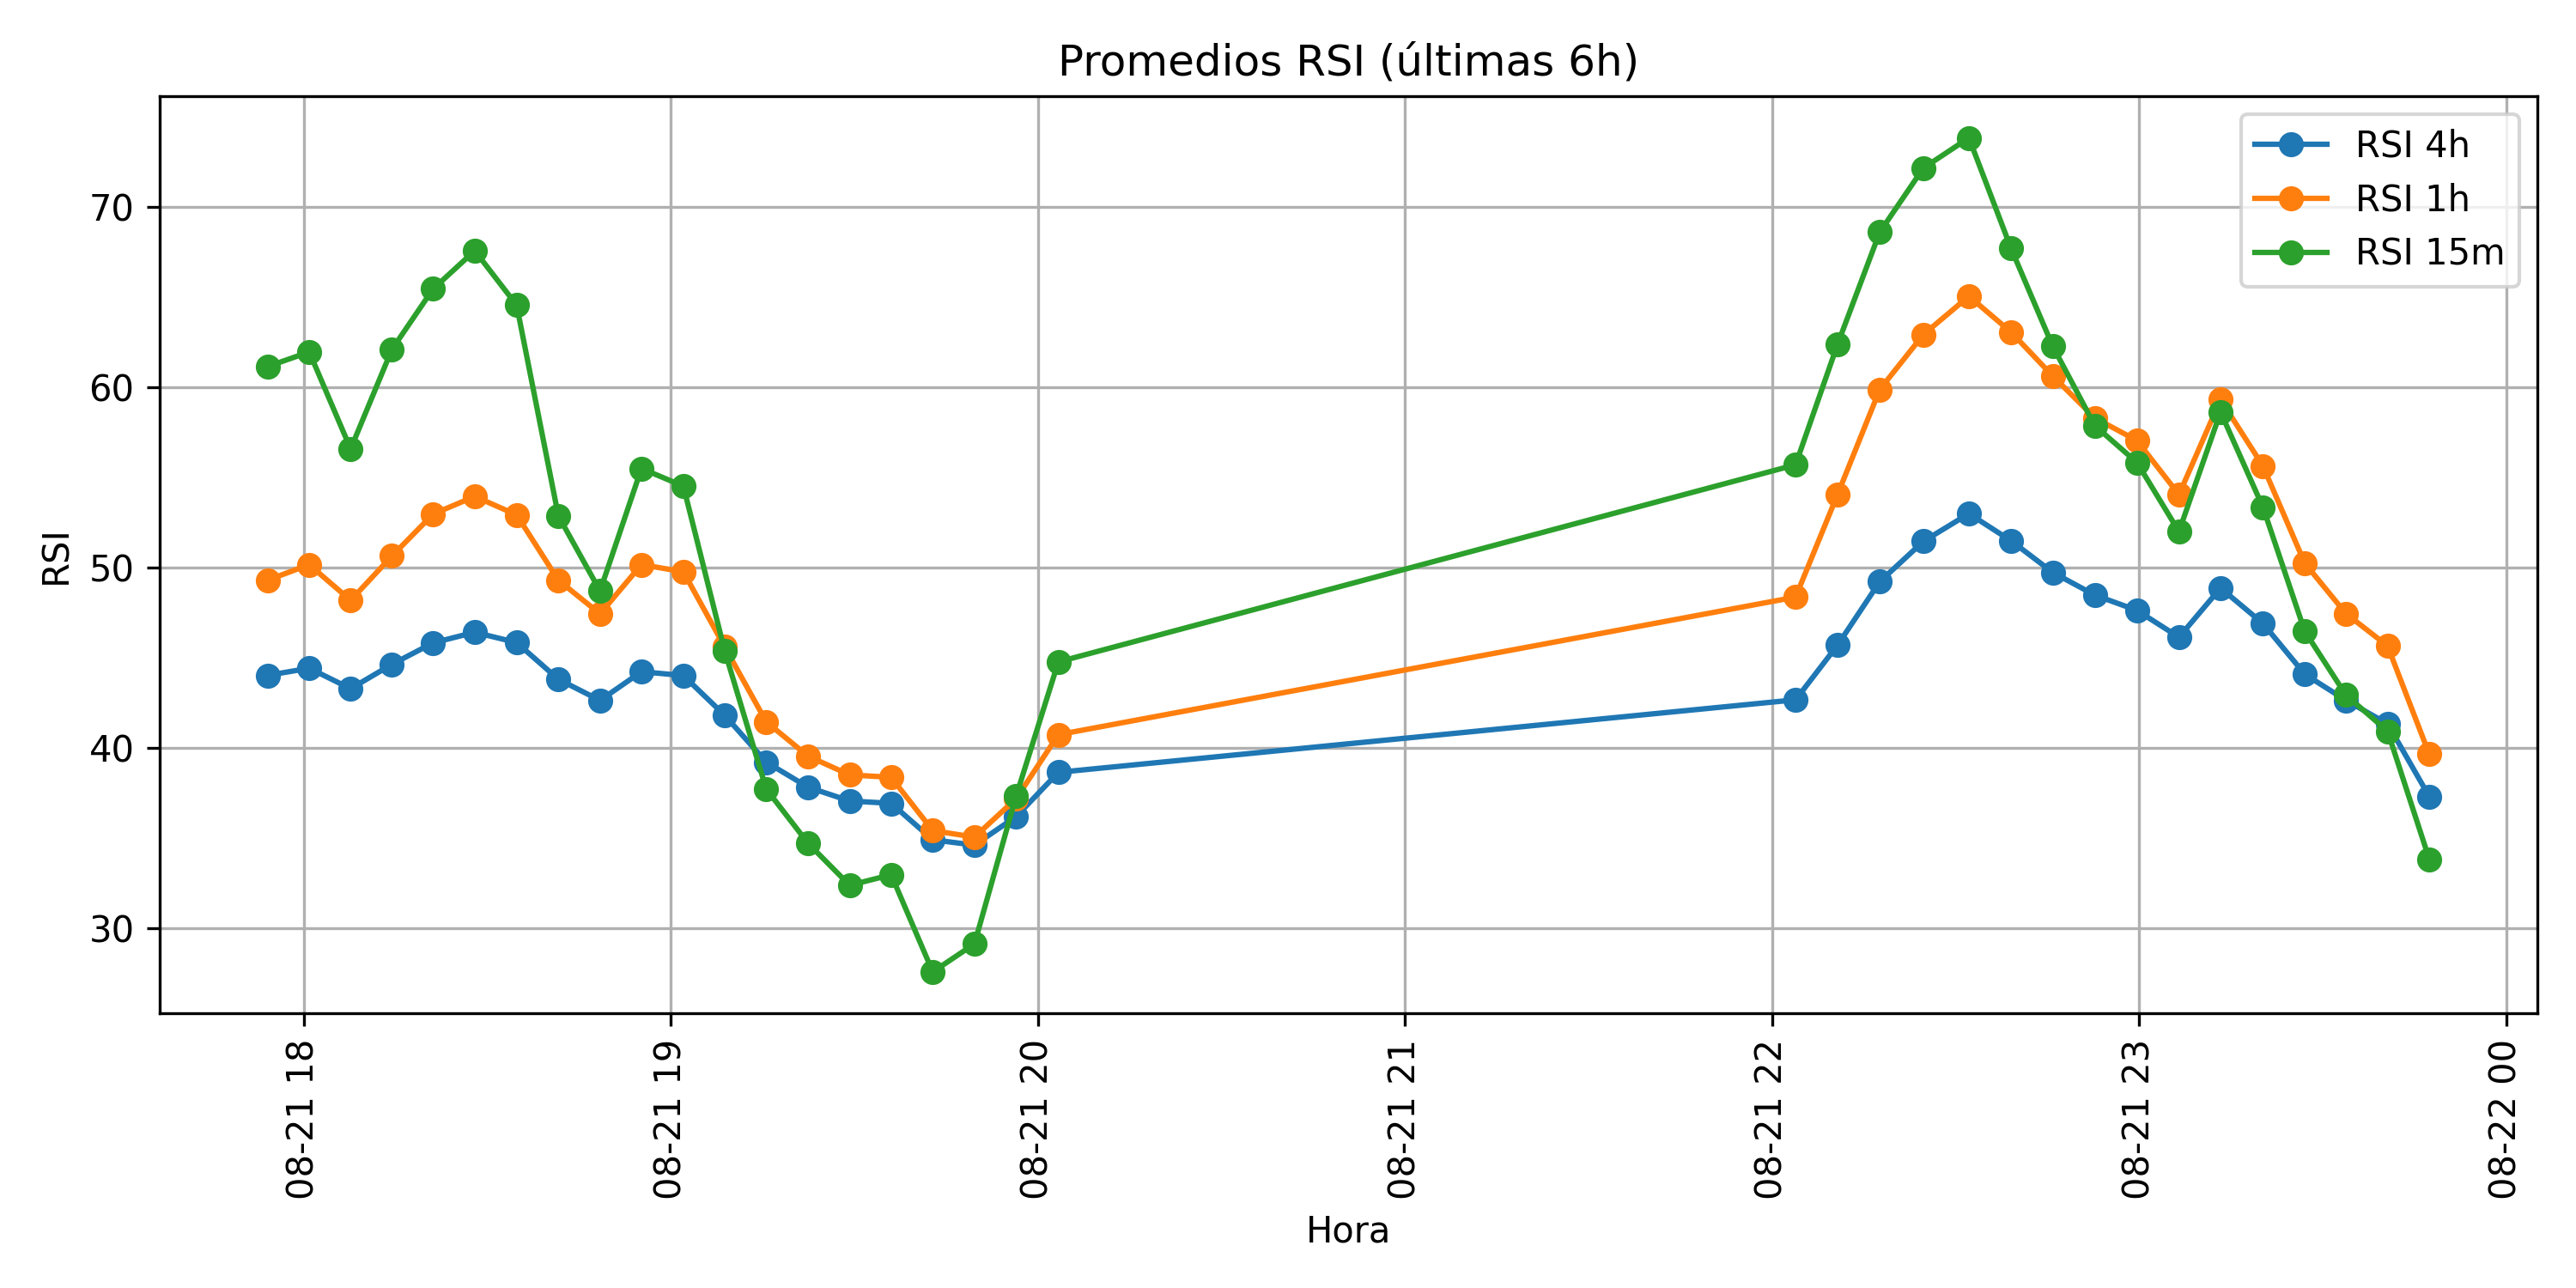 Promedios RSI (últimas 6h)
RSI 4h
RSI 1h
RSI 15m
RSI
70
60
50
40
30
08-21 18
08-21 19
08-21 20
08-21 21
08-21 22
08-21 23
08-22 00
Hora